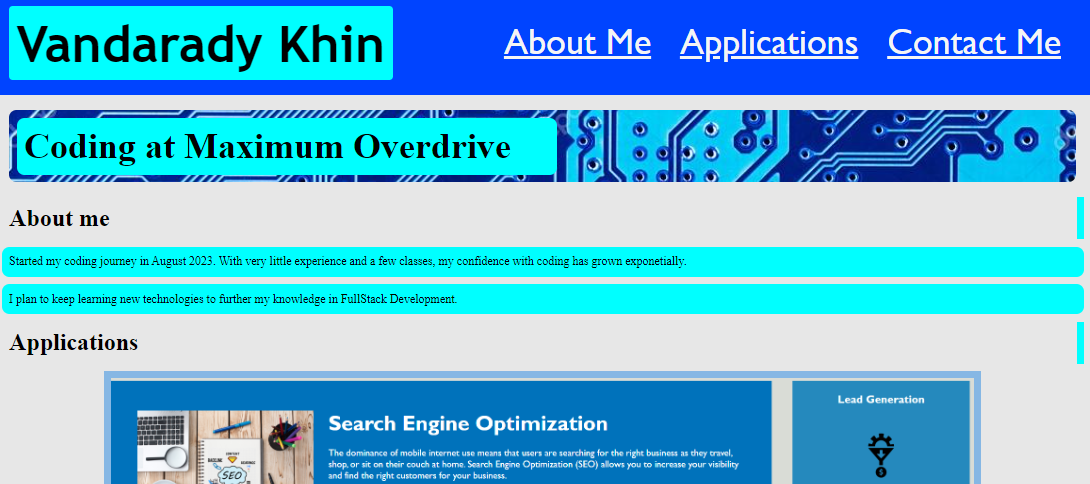 Vandarady Khin
About Me Applications Contact Me
Coding at Maximum Overdrive
About me
Started my coding journey in August 2023. With very little experience and a few classes, my confidence with coding has grown exponetially.
I plan to keep learning new technologies to further my knowledge in FullStack Development.
Applications
Search Engine Optimization
The dominance of mobile internet use means that users are searching for the right business as they travel,
shop, or sit on their couch at home. Search Engine Optimization (SEO) allows you to increase your visibility
and find the right customers for your business.
SEO
Lead Generation